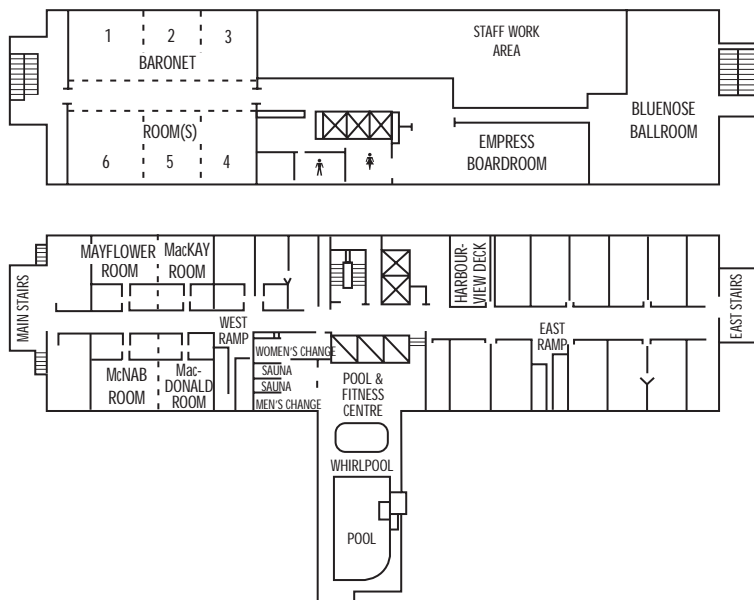 1 2 3
BARONET
STAFF WORK
AREA
BLUENOSE
BALLROOM
ROOM(S)
EMPRESS
BOARDROOM
6 5 4
MAYFLOWER
ROOM
MacKAY
ROOM
HARBOUR-
VIEW DECK
MAIN STAIRS
EAST STAIRS
WEST
RAMP
EAST
RAMP
WOMEN'S CHANGE
SAUNA
SAUNA
MEN'S CHANGE
McNAB
ROOM
Mac-
DONALD
ROOM
POOL &
FITNESS
CENTRE
WHIRLPOOL
POOL